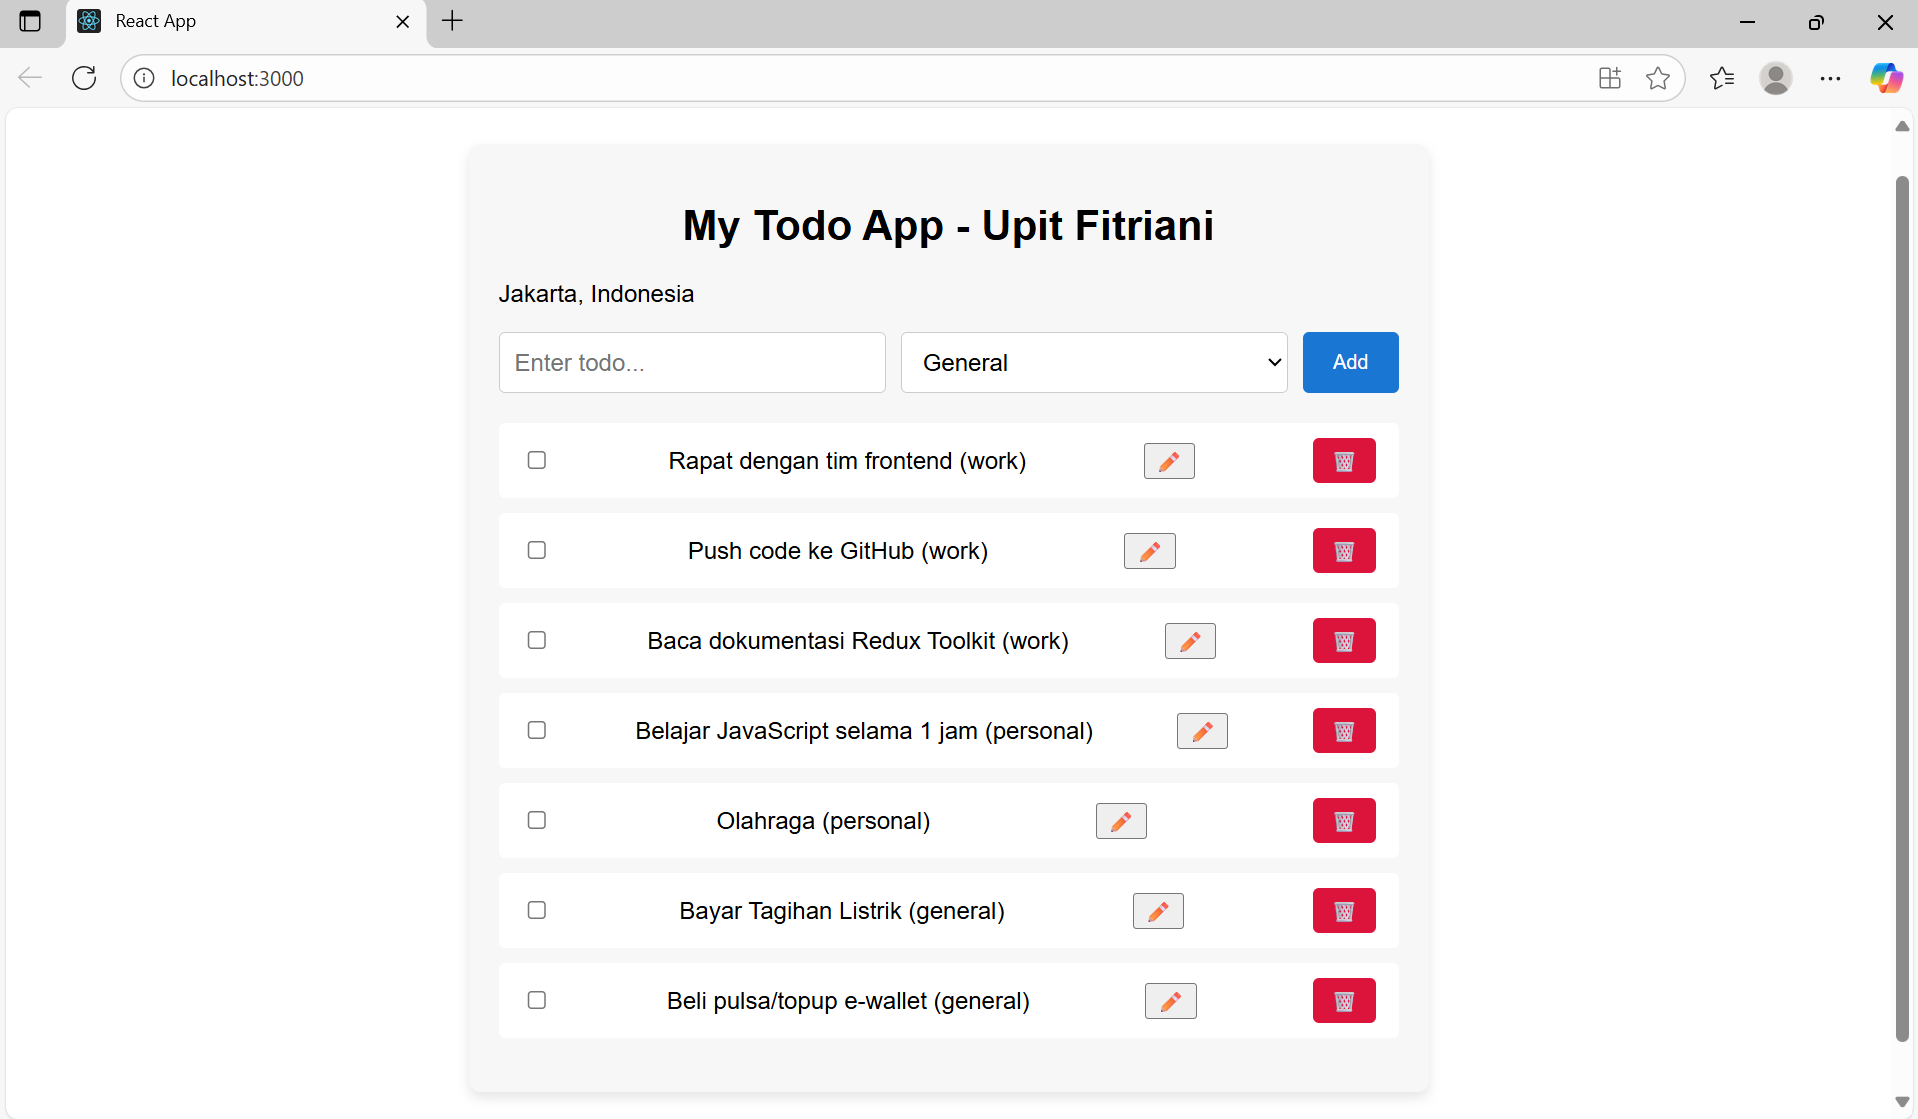 React App
localhost:3000
My Todo App - Upit Fitriani
Jakarta, Indonesia
Enter todo...
General
Add
Rapat dengan tim frontend (work)
Push code ke GitHub (work)
Baca dokumentasi Redux Toolkit (work)
Belajar JavaScript selama 1 jam (personal)
Olahraga (personal)
Bayar Tagihan Listrik (general)
Beli pulsa/topup e-wallet (general)